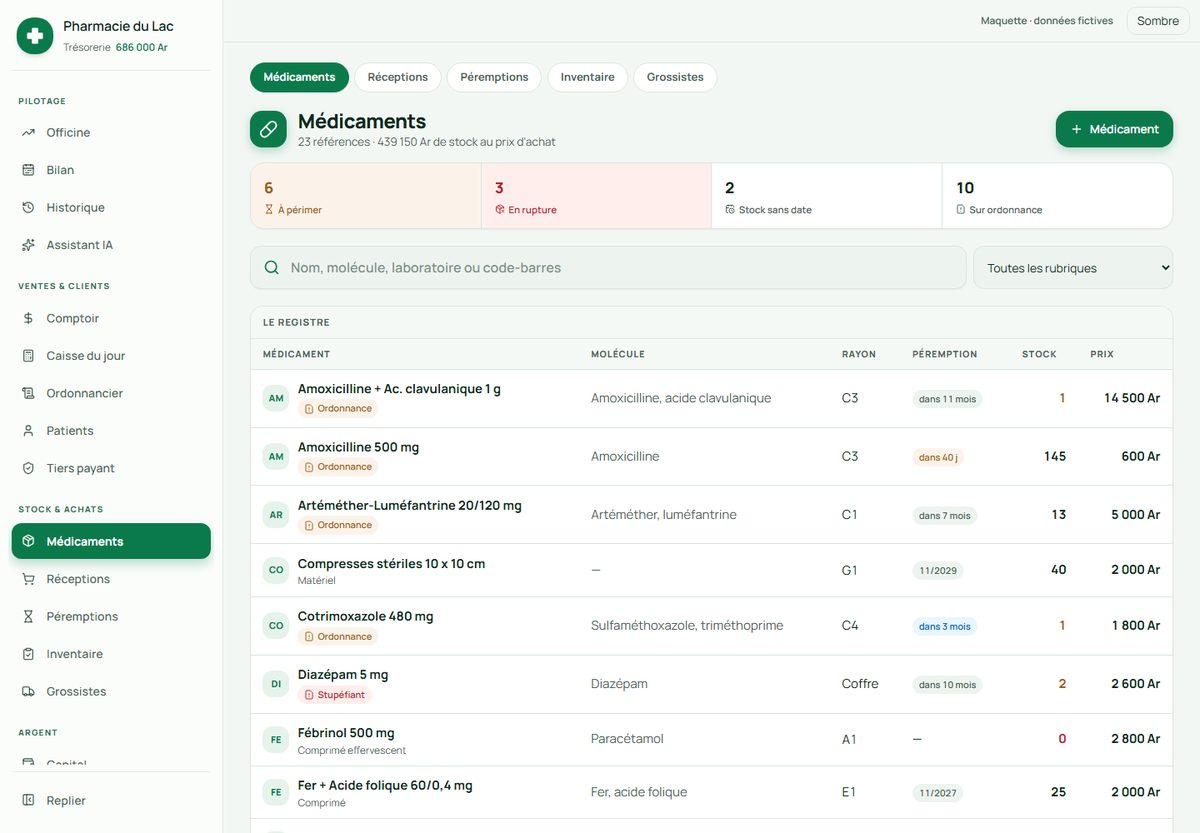 Pharmacie du Lac
Trésorerie 686 000 Ar
Maquette · données fictives
Sombre
PILOTAGE
Officine
Bilan
Historique
Assistant IA
VENTES & CLIENTS
Comptoir
Caisse du jour
Ordonnancier
Patients
Tiers payant
STOCK & ACHATS
Médicaments
Réceptions
Péremptions
Inventaire
Grossistes
ARGENT
Capital
Replier
Médicaments Réceptions Péremptions Inventaire Grossistes
Médicaments
23 références · 439 150 Ar de stock au prix d'achat
+ Médicament
6
À périmer
3
En rupture
2
Stock sans date
10
Sur ordonnance
Nom, molécule, laboratoire ou code-barres
Toutes les rubriques
LE REGISTRE
MÉDICAMENT MOLÉCULE RAYON PÉREMPTION STOCK PRIX
AM Amoxicilline + Ac. clavulanique 1 g Amoxicilline, acide clavulanique C3 dans 11 mois 1 14 500 Ar
Ordonnance
AM Amoxicilline 500 mg Amoxicilline C3 dans 40 j 145 600 Ar
Ordonnance
AR Artéméther-Luméfantrine 20/120 mg Artéméther, luméfantrine C1 dans 7 mois 13 5 000 Ar
Ordonnance
CO Compresses stériles 10 x 10 cm — G1 11/2029 40 2 000 Ar
Matériel
CO Cotrimoxazole 480 mg Sulfaméthoxazole, triméthoprime C4 dans 3 mois 1 1 800 Ar
Ordonnance
DI Diazépam 5 mg Diazépam Coffre dans 10 mois 2 2 600 Ar
Stupéfiant
FE Fébrinol 500 mg Paracétamol A1 — 0 2 800 Ar
Comprimé effervescent
FE Fer + Acide folique 60/0,4 mg Fer, acide folique E1 11/2027 25 2 000 Ar
Comprimé